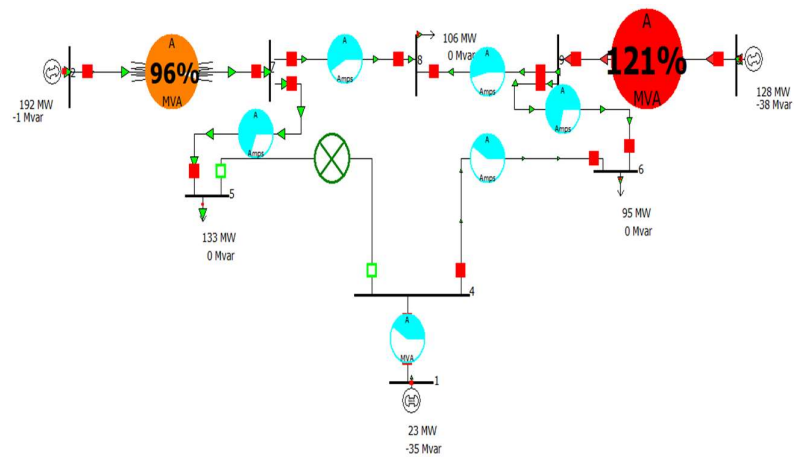 A
96%
MVA
2
192 MW
-1 Mvar
7
A
Amps
8
106 MW
0 Mvar
A
Amps
9
A
121%
MVA
128 MW
-38 Mvar
A
Amps
A
Amps
5
133 MW
0 Mvar
A
Amps
6
95 MW
0 Mvar
4
A
MVA
1
23 MW
-35 Mvar